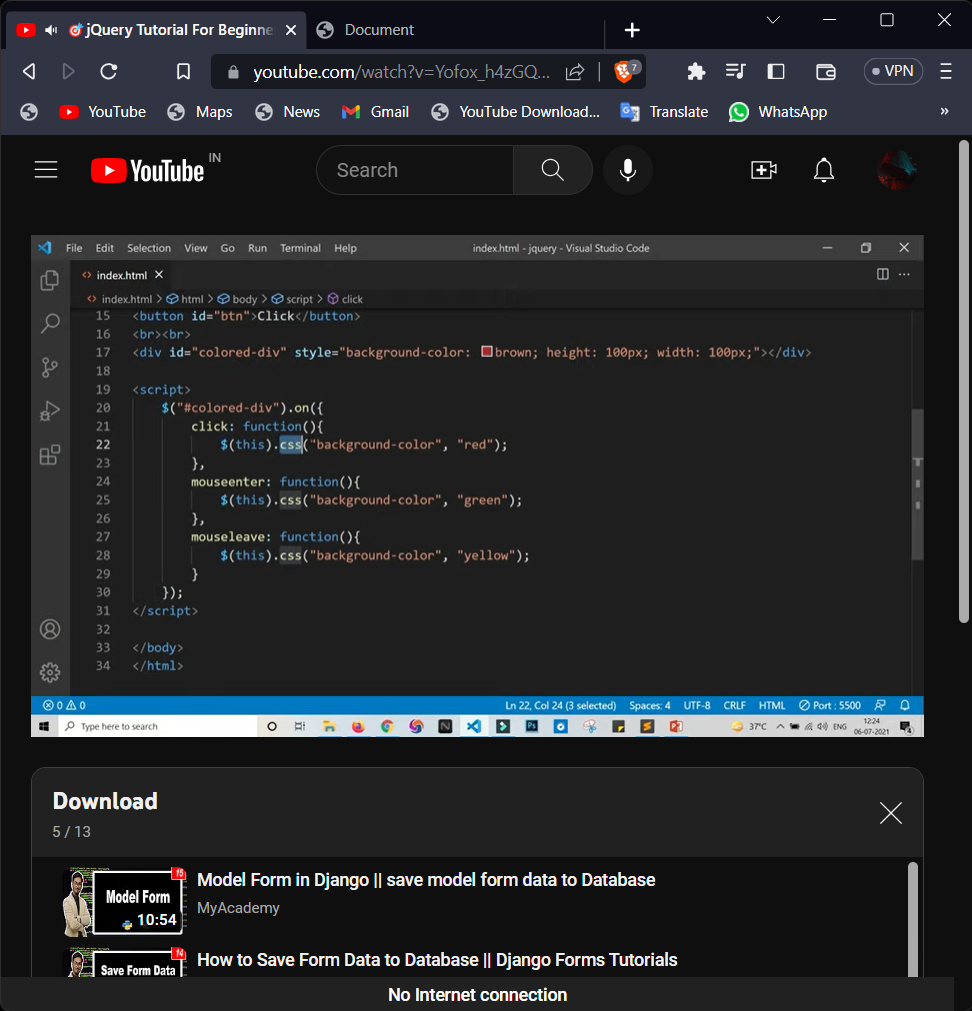 jQuery Tutorial For Beginne
Document
youtube.com/watch?v=Yofox_h4zGQ...
7
VPN
YouTube
Maps
News
Gmail
YouTube Download...
Translate
WhatsApp
»
YouTube IN
Search
File Edit Selection View Go Run Terminal Help
index.html - jquery - Visual Studio Code
index.html
index.html > html > body > script > click
15 <button id="btn">Click</button>
16 <br><br>
17 <div id="colored-div" style="background-color: brown; height: 100px; width: 100px;"></div>
18
19 <script>
20 $("#colored-div").on({
21 click: function(){
22 $(this).css("background-color", "red");
23 },
24 mouseenter: function(){
25 $(this).css("background-color", "green");
26 },
27 mouseleave: function(){
28 $(this).css("background-color", "yellow");
29 }
30 });
31 </script>
32
33 </body>
34 </html>
0 0
Ln 22, Col 24 (3 selected) Spaces: 4 UTF-8 CRLF HTML Port : 5500
Type here to search
37°C
ENG
12:24
06-07-2021
Download
5 / 13
15
Model Form
10:54
Model Form in Django || save model form data to Database
MyAcademy
14
Save Form Data
How to Save Form Data to Database || Django Forms Tutorials
No Internet connection